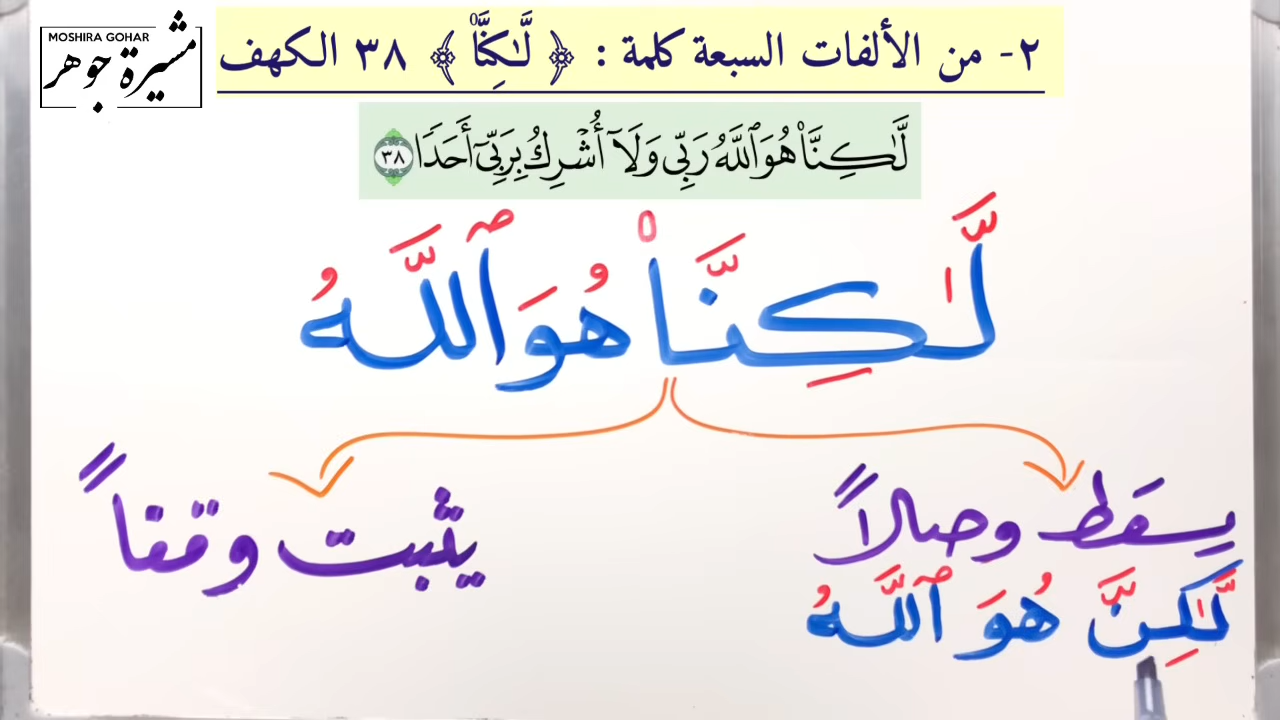 MOSHIRA GOHAR
مشيرة جوهر
٢- من الألفات السبعة كلمة : ﴿ لَّٰكِنَّا۠ ﴾ ٣٨ الكهف
لَّٰكِنَّا۠ هُوَ ٱللَّهُ رَبِّى وَلَآ أُشْرِكُ بِرَبِّىٓ أَحَدًا ٣٨
لَّٰكِنَّا۠ هُوَ ٱللَّهُ
يسقط وصلاً
يثبت وقفاً
لَّٰكِنَّ هُوَ ٱللَّهُ